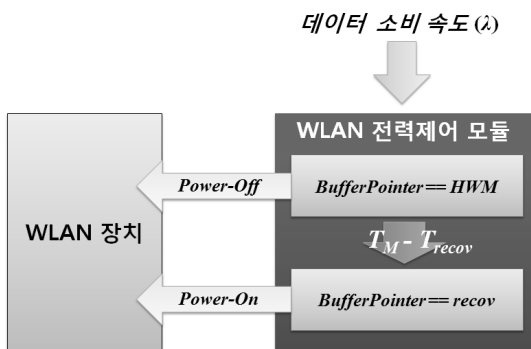 데이터 소비 속도 (λ)
WLAN 전력제어 모듈
Power-Off
BufferPointer == HWM
WLAN 장치
T_M - T_recov
Power-On
BufferPointer == recov